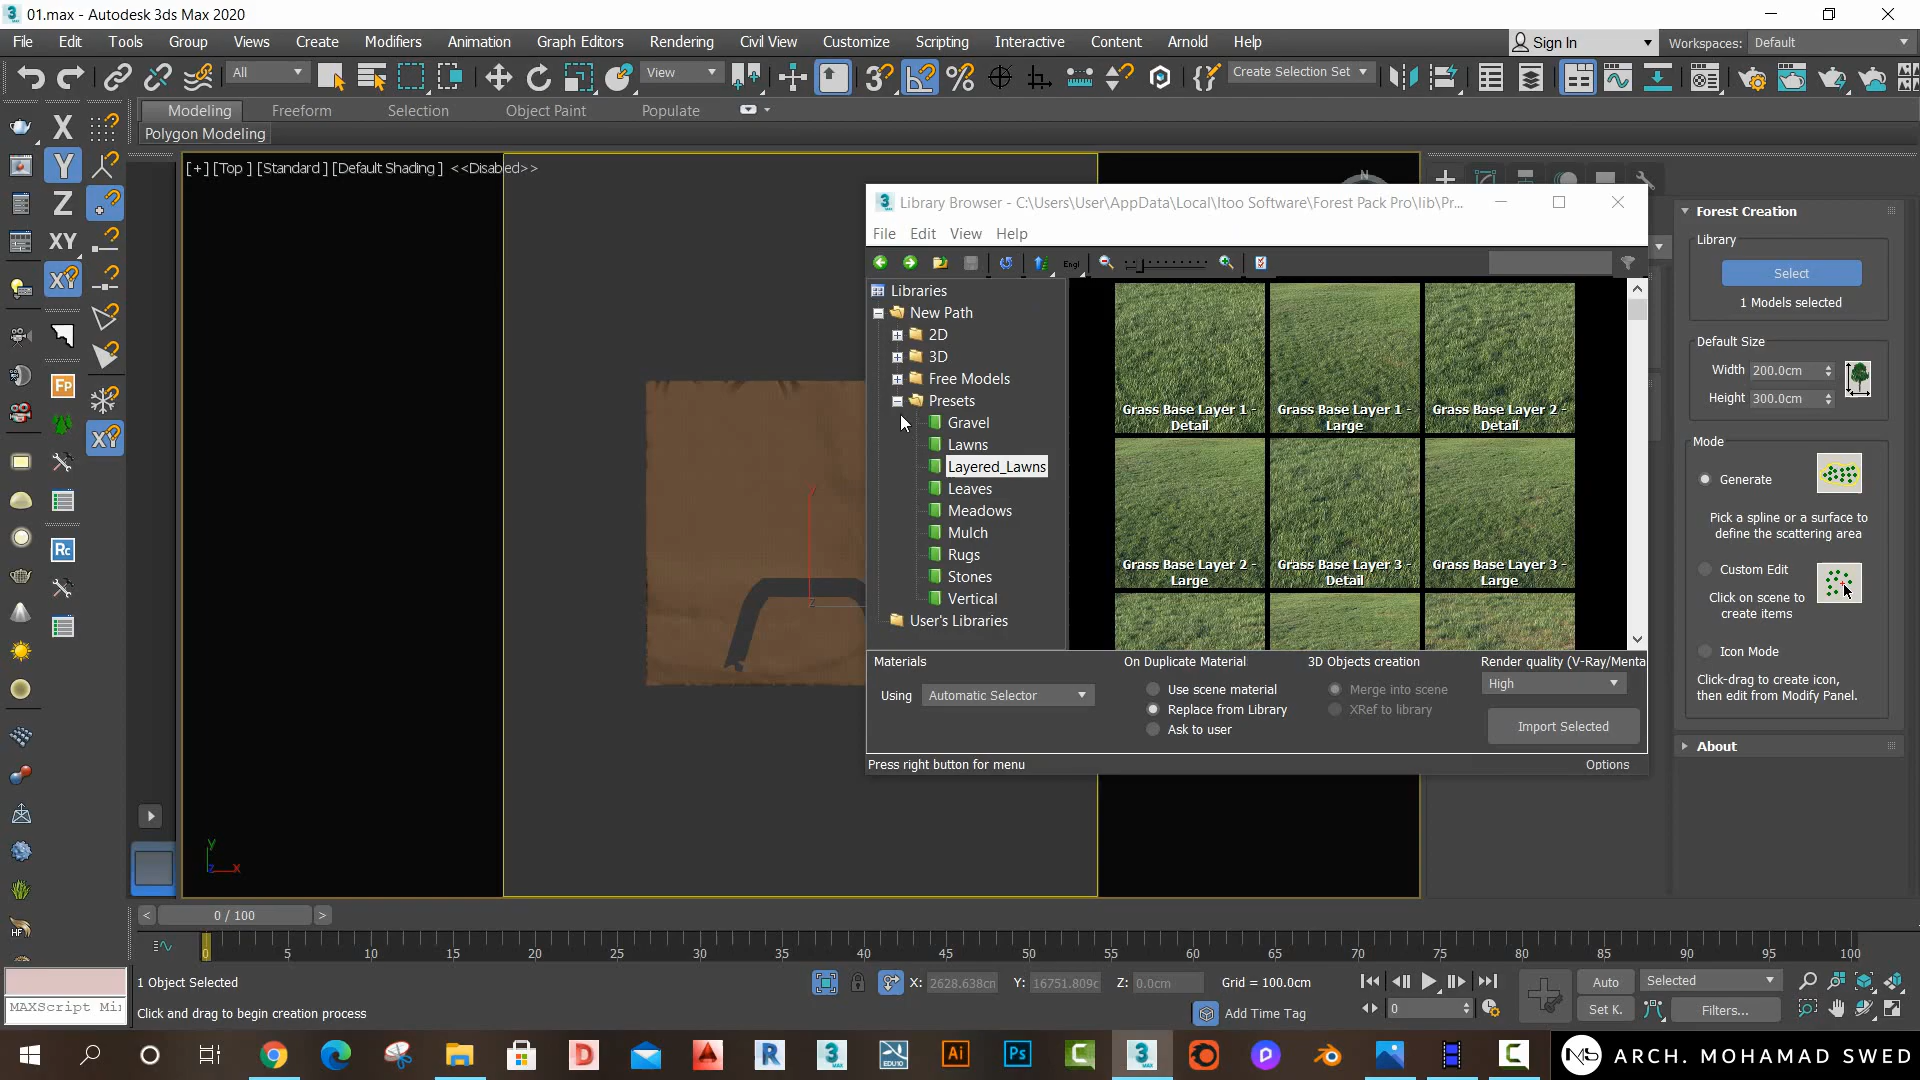 01.max - Autodesk 3ds Max 2020
File Edit Tools Group Views Create Modifiers Animation Graph Editors Rendering Civil View Customize Scripting Interactive Content Arnold Help
Sign In
Workspaces: Default
All
View
Create Selection Set
Modeling Freeform Selection Object Paint Populate
Polygon Modeling
[+] [Top ] [Standard ] [Default Shading ] <<Disabled>>
N
Library Browser - C:\Users\User\AppData\Local\Itoo Software\Forest Pack Pro\lib\Pr...
File Edit View Help
Engl
Libraries
New Path
2D
3D
Free Models
Presets
Gravel
Lawns
Layered_Lawns
Leaves
Meadows
Mulch
Rugs
Stones
Vertical
User's Libraries
Grass Base Layer 1 - Detail
Grass Base Layer 1 - Large
Grass Base Layer 2 - Detail
Grass Base Layer 2 - Large
Grass Base Layer 3 - Detail
Grass Base Layer 3 - Large
Materials
Using Automatic Selector
On Duplicate Material
Use scene material
Replace from Library
Ask to user
3D Objects creation
Merge into scene
XRef to library
Render quality (V-Ray/Menta
High
Import Selected
Press right button for menu
Options
Forest Creation
Library
Select
1 Models selected
Default Size
Width 200.0cm
Height 300.0cm
Mode
Generate
Pick a spline or a surface to
define the scattering area
Custom Edit
Click on scene to
create items
Icon Mode
Click-drag to create icon,
then edit from Modify Panel.
About
X
Y
Z
XY
XY
XY
Fp
Rc
HF
y
z
x
< 0 / 100 >
0 5 10 15 20 25 30 35 40 45 50 55 60 65 70 75 80 85 90 95 100
MAXScript Mi
1 Object Selected
Click and drag to begin creation process
X: 2628.638cm Y: 16751.809c Z: 0.0cm Grid = 100.0cm
Add Time Tag
0
Auto
Set K.
Selected
Filters...
ARCH. MOHAMAD SWED